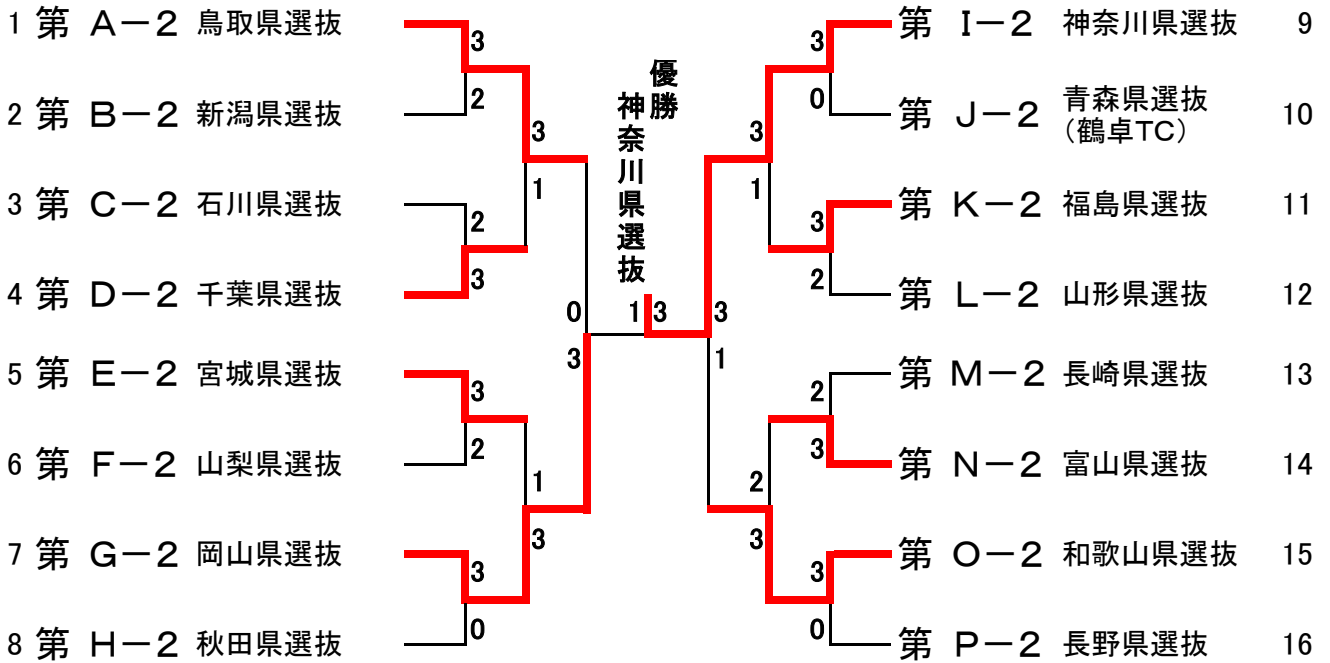 1 第 A－2 鳥取県選抜
2 第 B－2 新潟県選抜
3 第 C－2 石川県選抜
4 第 D－2 千葉県選抜
5 第 E－2 宮城県選抜
6 第 F－2 山梨県選抜
7 第 G－2 岡山県選抜
8 第 H－2 秋田県選抜
3
2
2
3
3
2
3
0
3
1
1
3
0
3
優勝
神奈川県選抜
1 3
3
1
3
1
2
3
3
0
3
2
2
3
3
0
第 I－2 神奈川県選抜 9
第 J－2 青森県選抜
（鶴卓TC） 10
第 K－2 福島県選抜 11
第 L－2 山形県選抜 12
第 M－2 長崎県選抜 13
第 N－2 富山県選抜 14
第 O－2 和歌山県選抜 15
第 P－2 長野県選抜 16